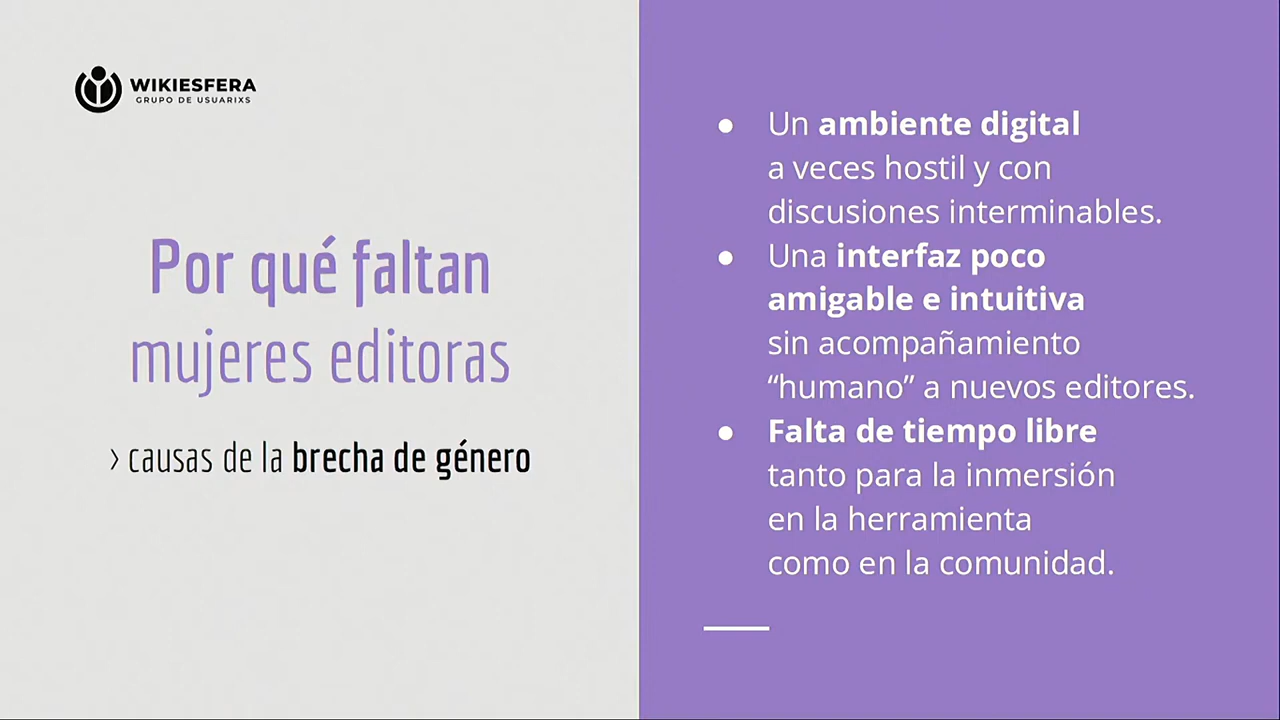 WIKIESFERA
GRUPO DE USUARIXS
Por qué faltan
mujeres editoras
› causas de la brecha de género
● Un ambiente digital
a veces hostil y con
discusiones interminables.
● Una interfaz poco
amigable e intuitiva
sin acompañamiento
“humano” a nuevos editores.
● Falta de tiempo libre
tanto para la inmersión
en la herramienta
como en la comunidad.